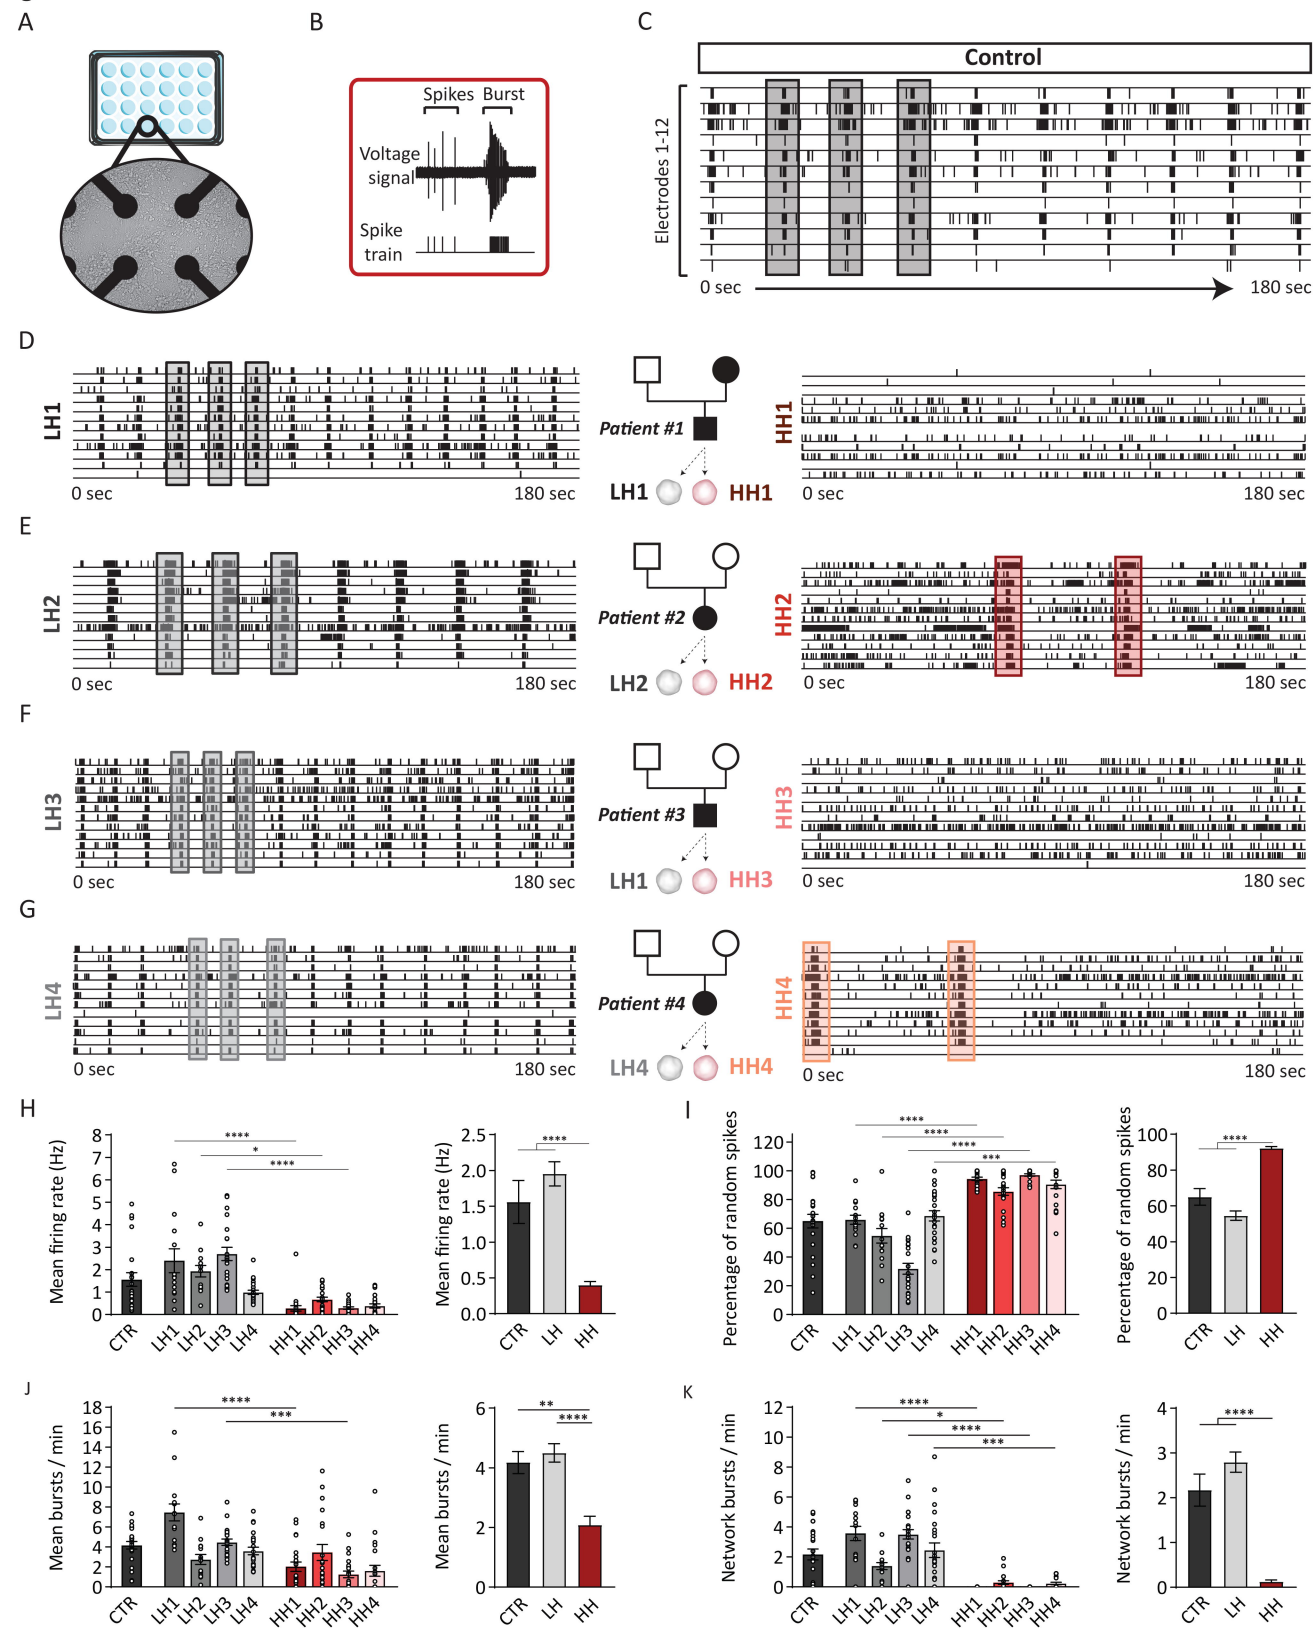 A
B
Spikes Burst
Voltage
signal
Spike
train
C
Control
Electrodes 1-12
0 sec
180 sec
D
LH1
0 sec
180 sec
Patient #1
LH1
HH1
HH1
0 sec
180 sec
E
LH2
0 sec
180 sec
Patient #2
LH2
HH2
HH2
0 sec
180 sec
F
LH3
0 sec
180 sec
Patient #3
LH1
HH3
HH3
0 sec
180 sec
G
LH4
0 sec
180 sec
Patient #4
LH4
HH4
HH4
0 sec
180 sec
H
Mean firing rate (Hz)
8
7
6
5
4
3
2
1
0
****
*
****
CTR LH1 LH2 LH3 LH4 HH1 HH2 HH3 HH4
Mean firing rate (Hz)
2.5
2.0
1.5
1.0
0.5
0.0
****
CTR LH HH
I
Percentage of random spikes
120
100
80
60
40
20
0
****
****
****
***
CTR LH1 LH2 LH3 LH4 HH1 HH2 HH3 HH4
Percentage of random spikes
100
80
60
40
20
0
****
CTR LH HH
J
Mean bursts / min
18
16
14
12
10
8
6
4
2
0
****
***
CTR LH1 LH2 LH3 LH4 HH1 HH2 HH3 HH4
Mean bursts / min
6
4
2
0
**
****
CTR LH HH
K
Network bursts / min
12
10
8
6
4
2
0
****
*
****
***
CTR LH1 LH2 LH3 LH4 HH1 HH2 HH3 HH4
Network bursts / min
4
3
2
1
0
****
CTR LH HH